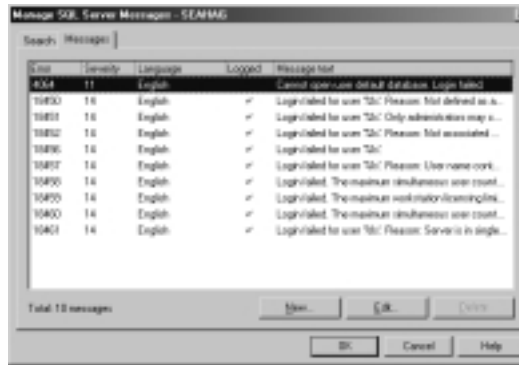 Manage SQL Server Messages - SEAHAG
Search Messages
Error Severity Language Logged Message text
4064 11 English Cannot open user default database. Login failed.
18450 14 English Login failed for user '%ls'. Reason: Not defined as a...
18451 14 English Login failed for user '%ls'. Only administrators may c...
18452 14 English Login failed for user '%ls'. Reason: Not associated ...
18456 14 English Login failed for user '%ls'.
18457 14 English Login failed for user '%ls'. Reason: User name cont...
18458 14 English Login failed. The maximum simultaneous user count...
18459 14 English Login failed. The maximum workstation licensing limi...
18460 14 English Login failed. The maximum simultaneous user count...
18461 14 English Login failed for user '%ls'. Reason: Server is in single...
Total: 10 messages
New... Edit... Delete
OK Cancel Help